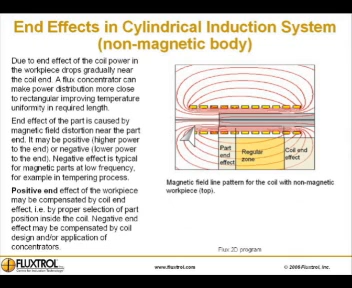 End Effects in Cylindrical Induction System
(non-magnetic body)
Due to end effect of the coil power in
the workpiece drops gradually near
the coil end. A flux concentrator can
make power distribution more close
to rectangular improving temperature
uniformity in required length.
End effect of the part is caused by
magnetic field distortion near the part
end. It may be positive (higher power
to the end) or negative (lower power
to the end). Negative effect is typical
for magnetic parts at low frequency,
for example in tempering process.
Positive end effect of the workpiece
may be compensated by coil end
effect, i.e. by proper selection of part
position inside the coil. Negative end
effect may be compensated by coil
design and/or application of
concentrators.
Part
end
effect
Regular
zone
Coil end
effect
Magnetic field line pattern for the coil with non-magnetic
workpiece (top).
Flux 2D program
FLUXTROL
www.fluxtrol.com